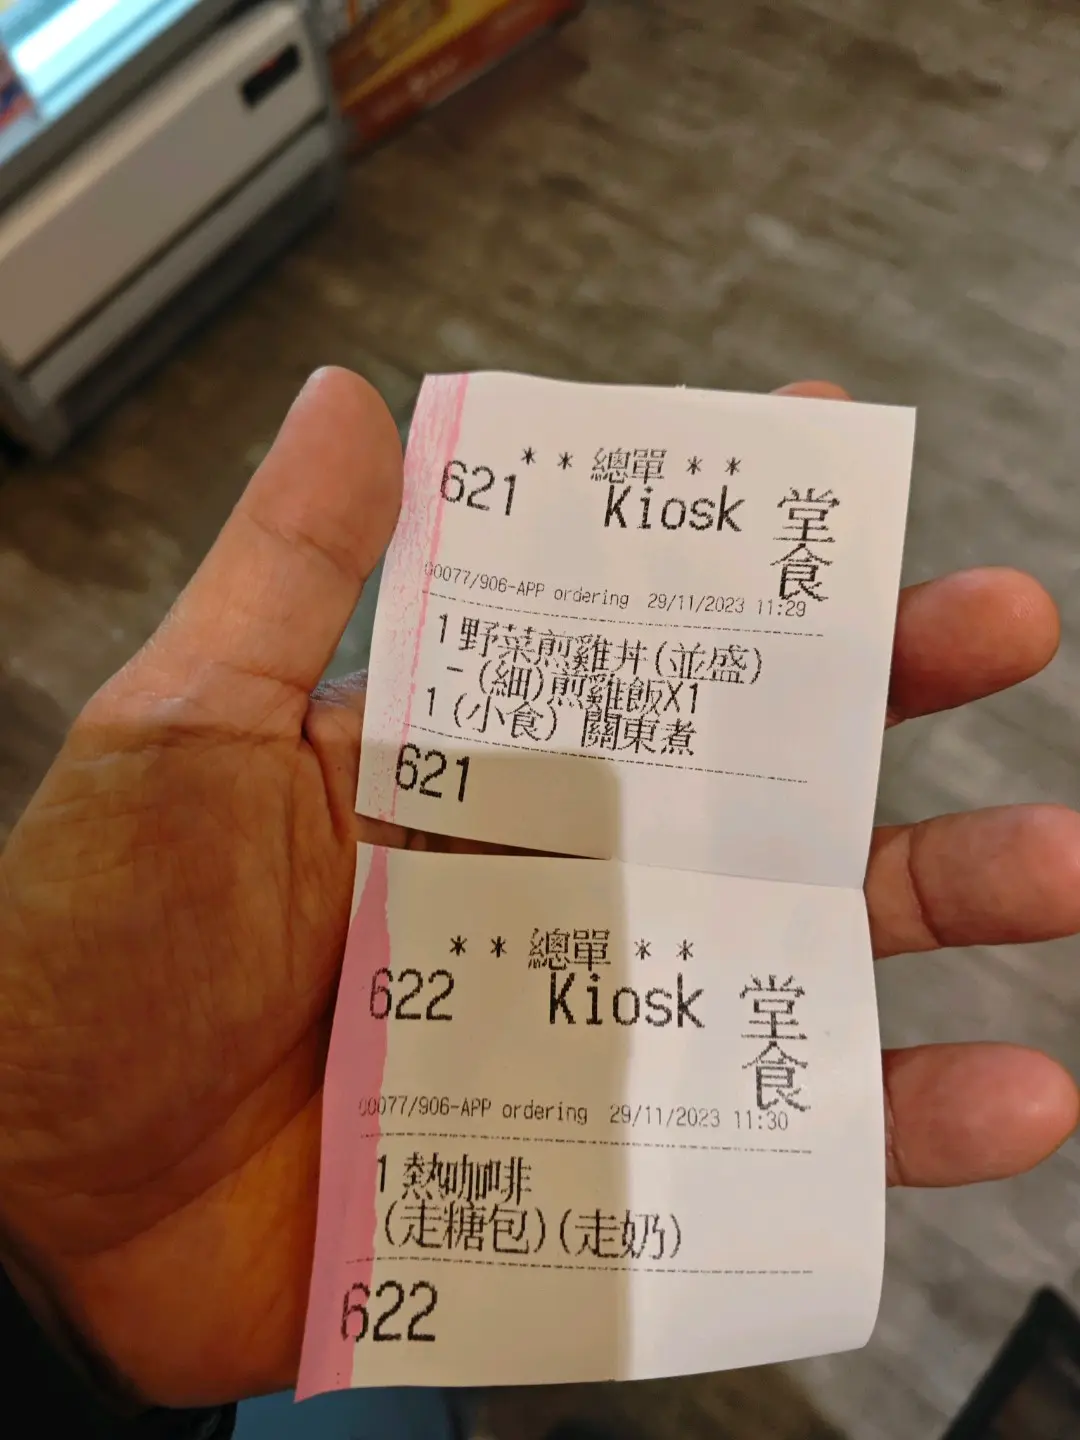 **總單**
621 Kiosk 堂食
00077/906-APP ordering 29/11/2023 11:29
1 野菜煎雞丼(並盛)
- (細)煎雞飯X1
1 (小食) 關東煮
621
**總單**
622 Kiosk 堂食
00077/906-APP ordering 29/11/2023 11:30
1 熱咖啡
(走糖包)(走奶)
622